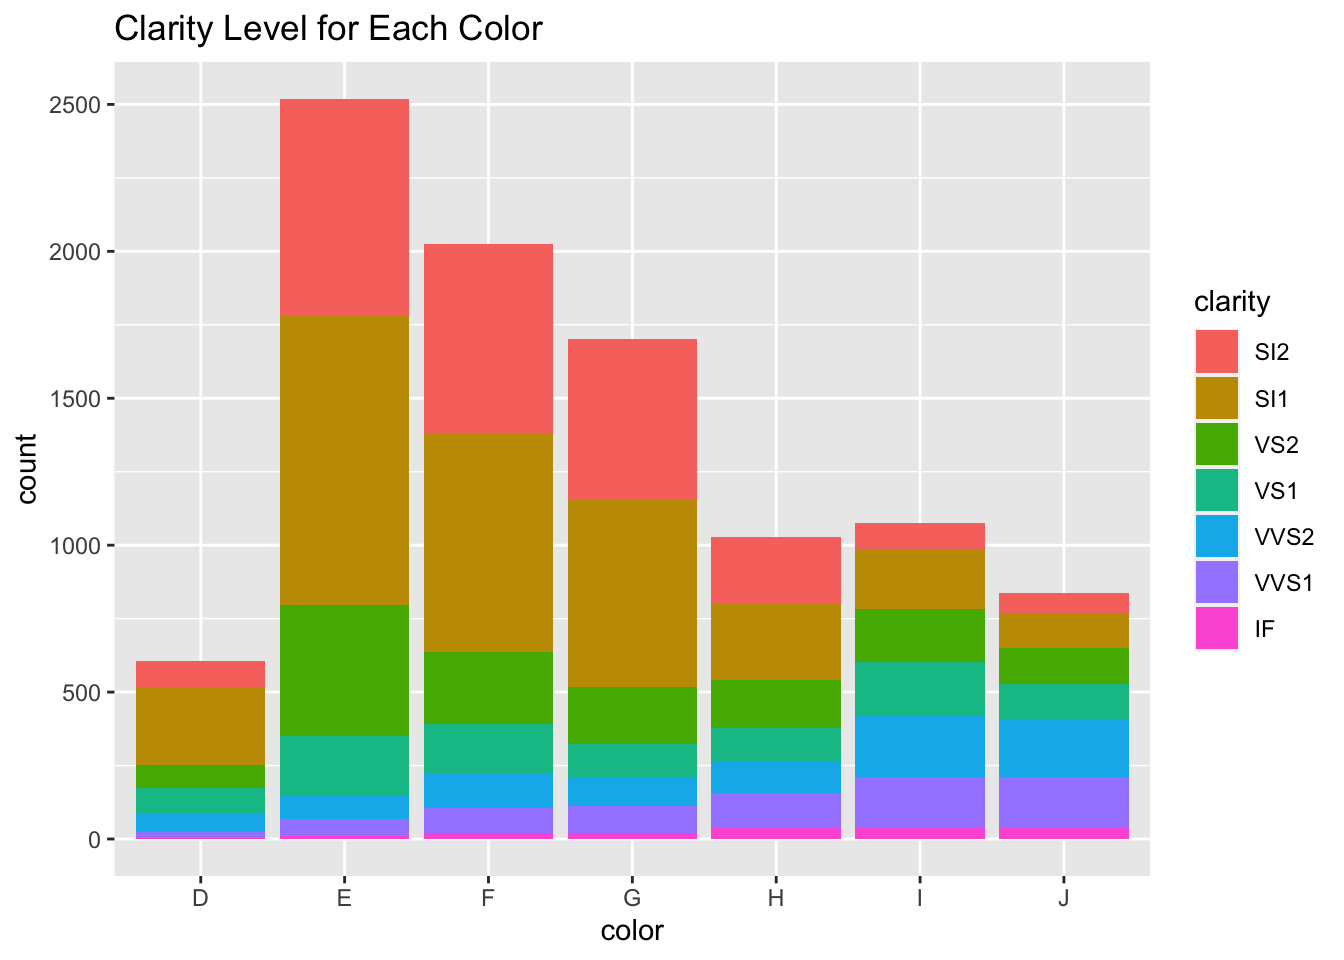 Clarity Level for Each Color
2500
2000
1500
1000
500
0
count
D E F G H I J
color
clarity
SI2
SI1
VS2
VS1
VVS2
VVS1
IF